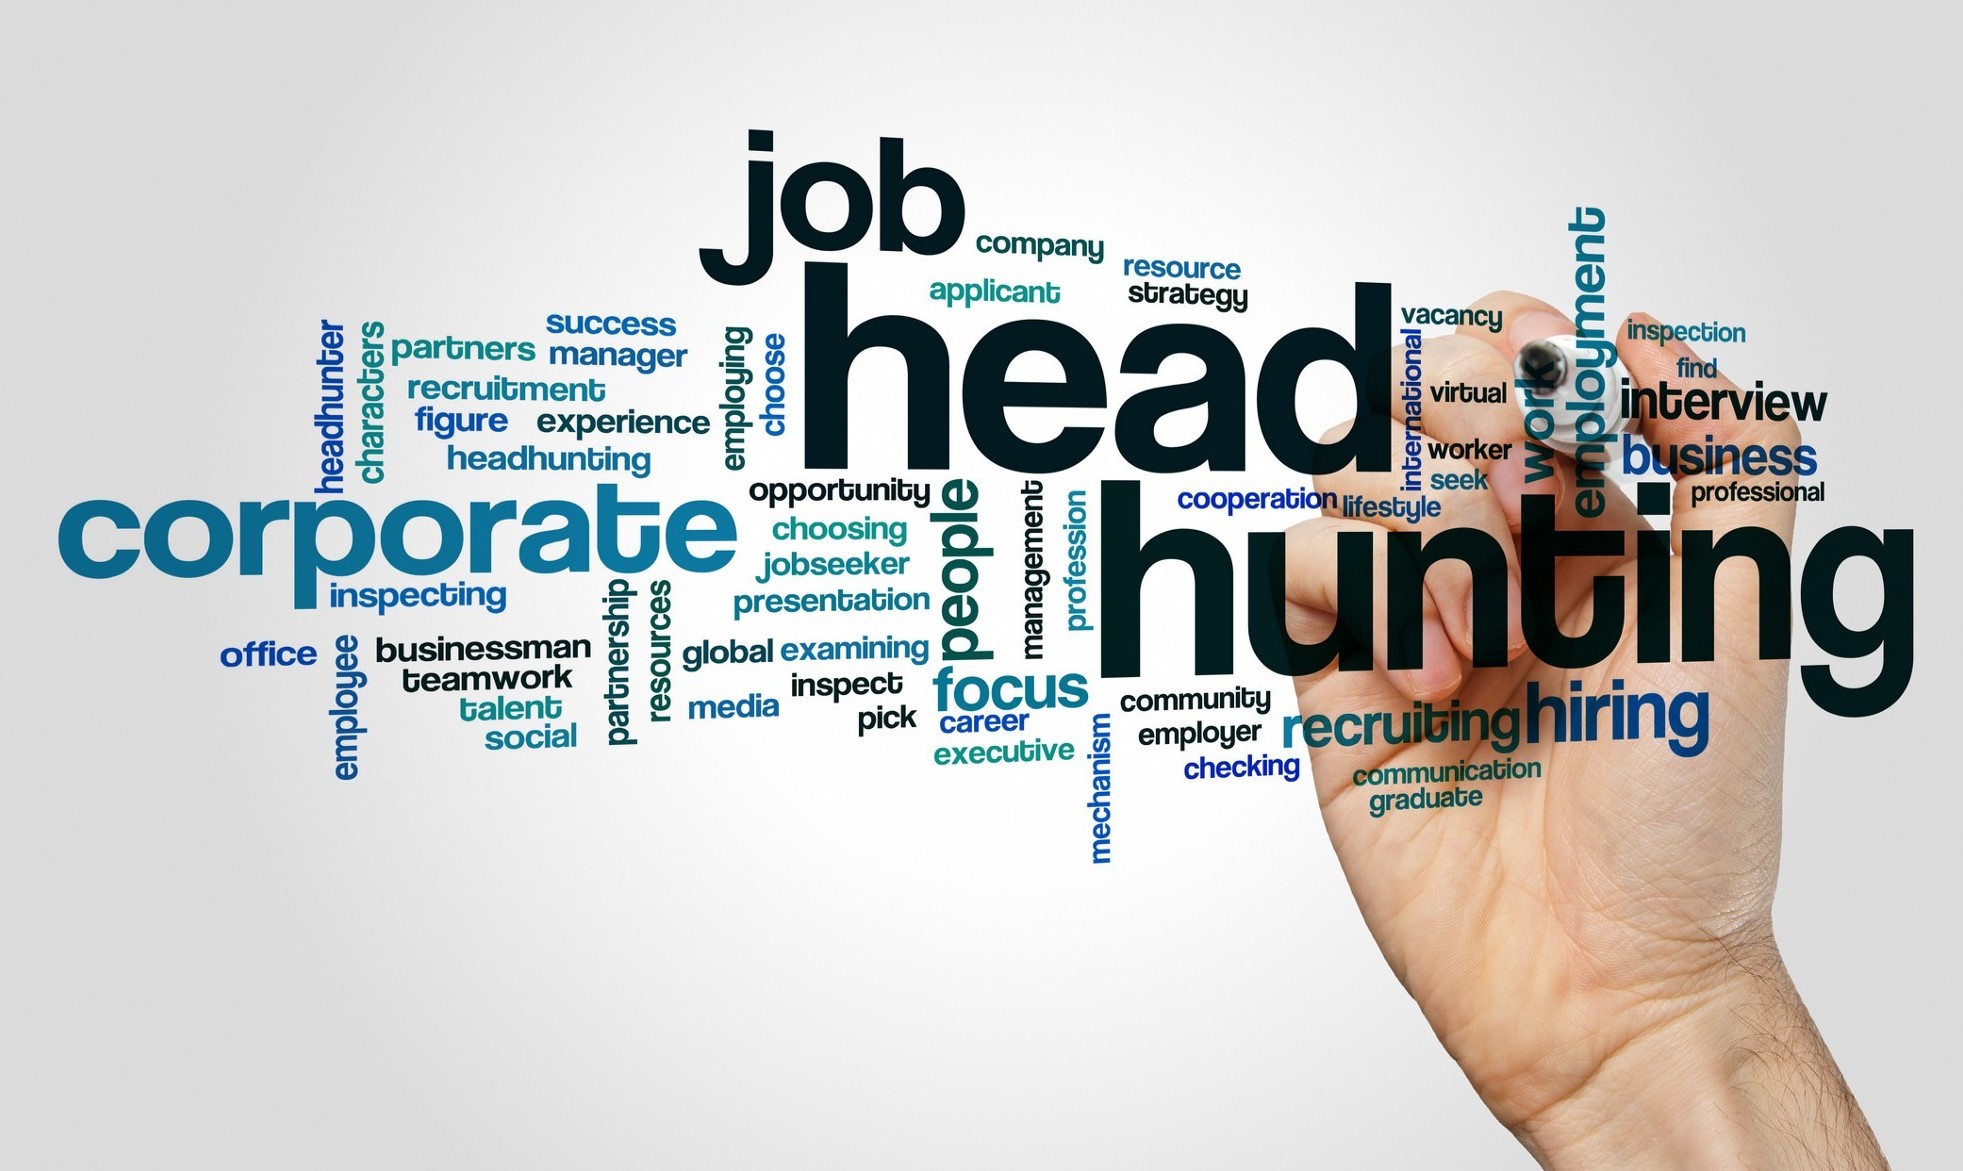 job
company
resource
applicant
strategy
head
employment
vacancy
success
partners
manager
headhunter
characters
employing
choose
international
inspection
find
recruitment
virtual
work
interview
figure
experience
worker
business
headhunting
seek
professional
corporate
opportunity
people
management
profession
cooperation
lifestyle
hunting
choosing
jobseeker
inspecting
presentation
partnership
resources
office
employee
businessman
global
examining
teamwork
inspect
focus
community
talent
media
pick
career
employer
recruiting
hiring
social
executive
mechanism
checking
communication
graduate